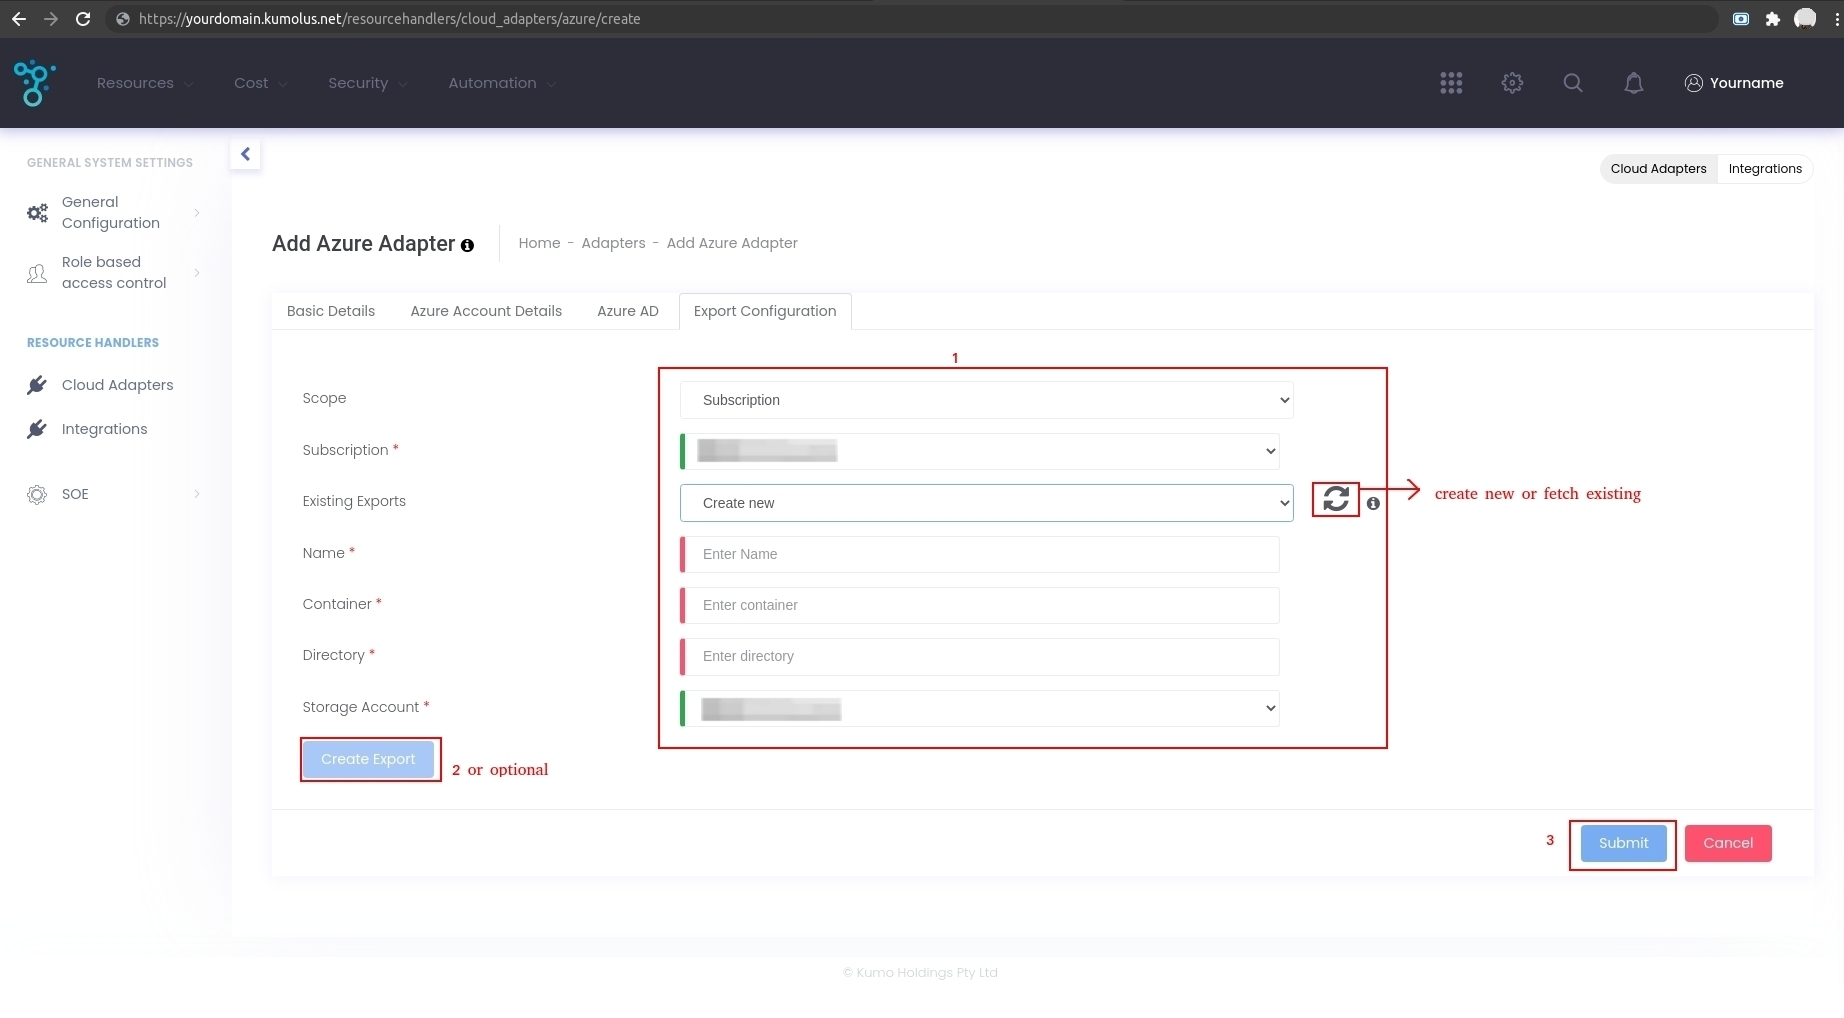 https://yourdomain.kumolus.net/resourcehandlers/cloud_adapters/azure/create
Resources Cost Security Automation Yourname
GENERAL SYSTEM SETTINGS
General
Configuration
Role based
access control
RESOURCE HANDLERS
Cloud Adapters
Integrations
SOE
Cloud Adapters Integrations
Add Azure Adapter Home - Adapters - Add Azure Adapter
Basic Details Azure Account Details Azure AD Export Configuration
1
Scope Subscription
Subscription *
Existing Exports Create new create new or fetch existing
Name * Enter Name
Container * Enter container
Directory * Enter directory
Storage Account *
Create Export 2 or optional
3 Submit Cancel
© Kumo Holdings Pty Ltd